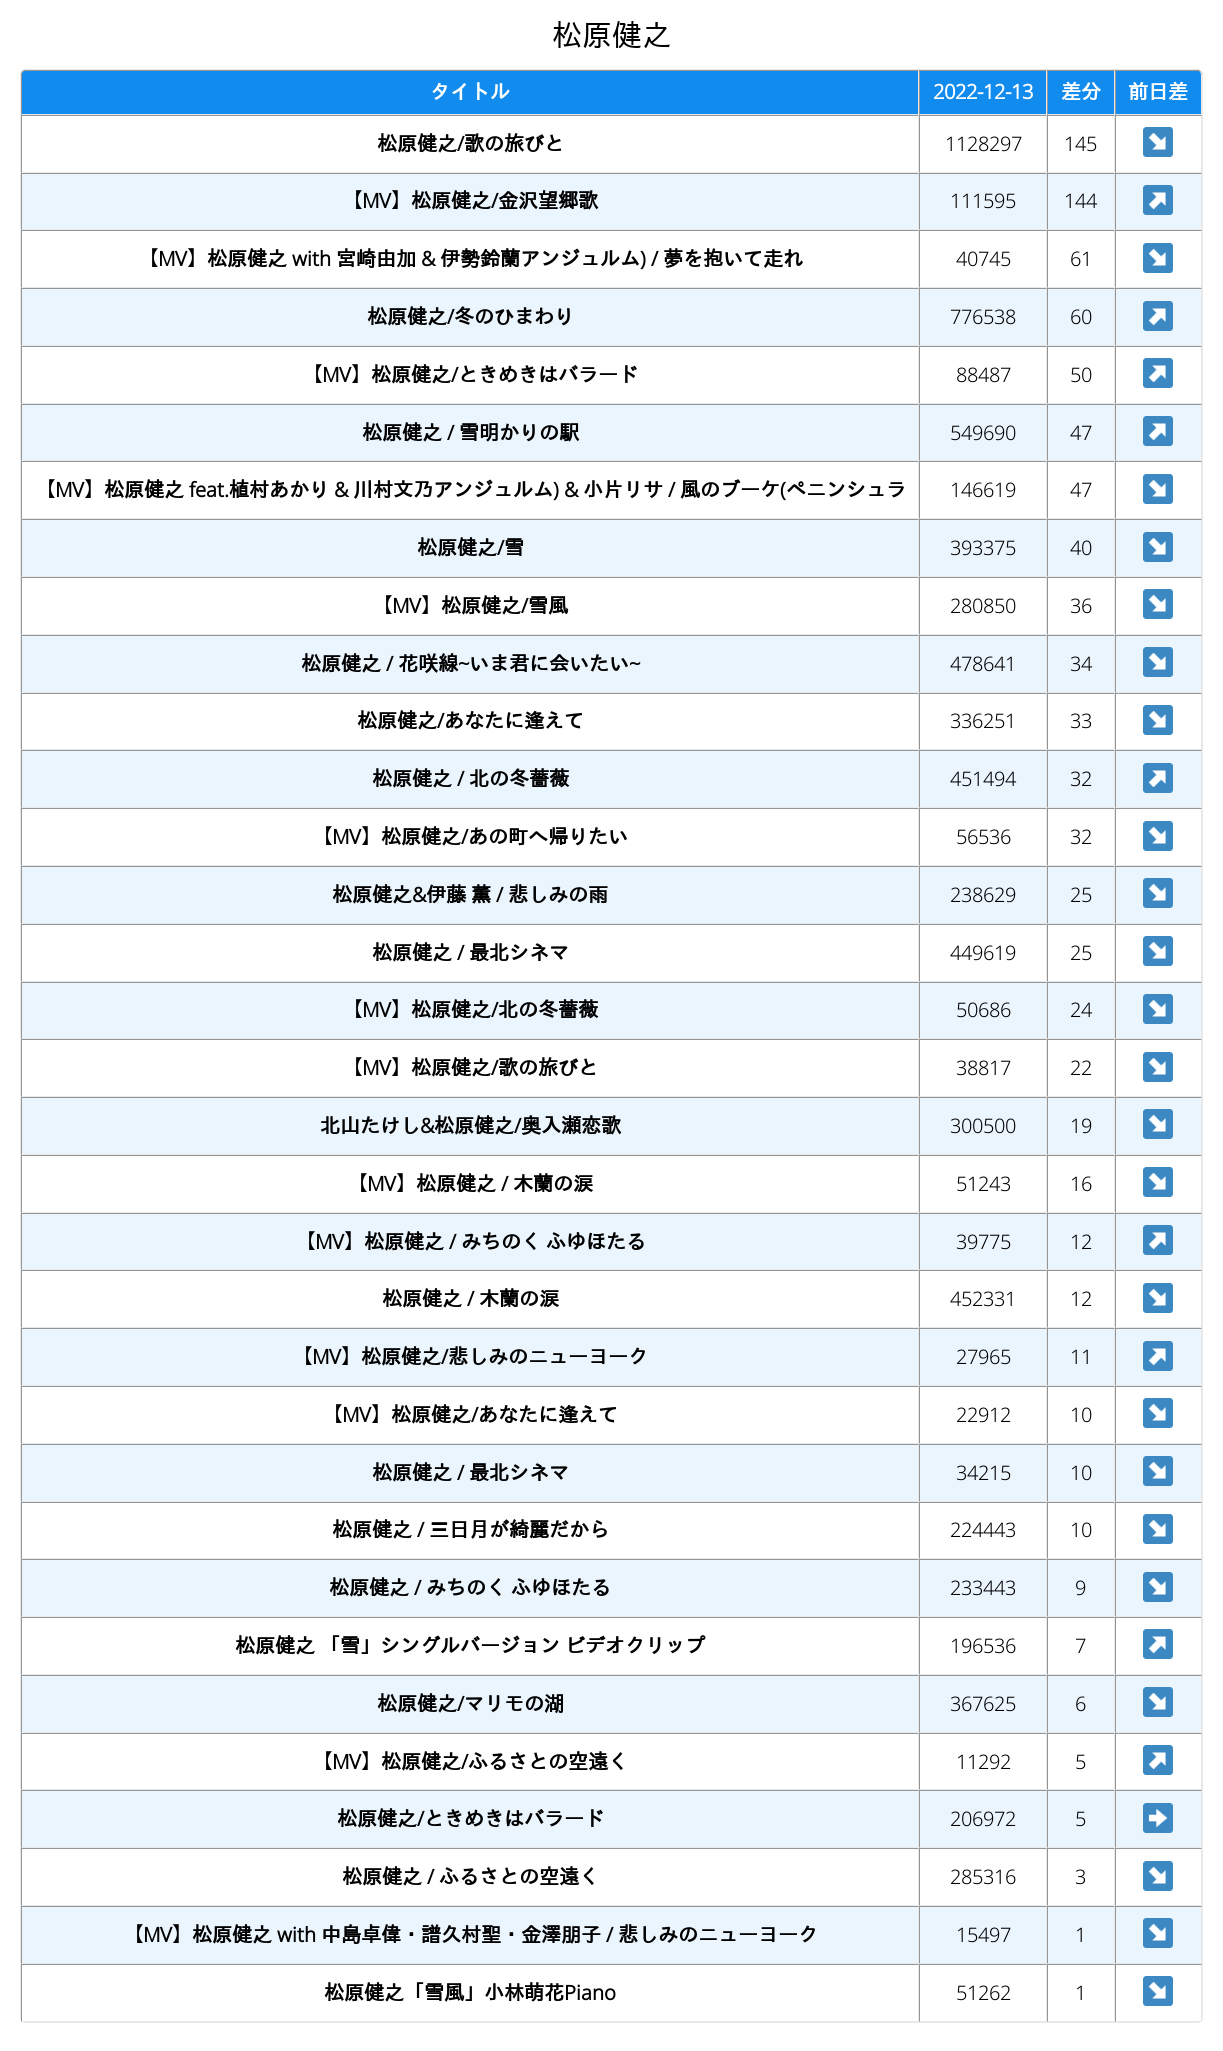 松原健之
タイトル 2022-12-13 差分 前日差
松原健之/歌の旅びと 1128297 145 ↘
【MV】松原健之/金沢望郷歌 111595 144 ↗
【MV】松原健之 with 宮崎由加 & 伊勢鈴蘭アンジュルム) / 夢を抱いて走れ 40745 61 ↘
松原健之/冬のひまわり 776538 60 ↗
【MV】松原健之/ときめきはバラード 88487 50 ↗
松原健之 / 雪明かりの駅 549690 47 ↗
【MV】松原健之 feat.植村あかり & 川村文乃アンジュルム) & 小片リサ / 風のブーケ(ペニンシュラ 146619 47 ↘
松原健之/雪 393375 40 ↘
【MV】松原健之/雪風 280850 36 ↘
松原健之 / 花咲線~いま君に会いたい~ 478641 34 ↘
松原健之/あなたに逢えて 336251 33 ↘
松原健之 / 北の冬薔薇 451494 32 ↗
【MV】松原健之/あの町へ帰りたい 56536 32 ↘
松原健之&伊藤 薫 / 悲しみの雨 238629 25 ↘
松原健之 / 最北シネマ 449619 25 ↘
【MV】松原健之/北の冬薔薇 50686 24 ↘
【MV】松原健之/歌の旅びと 38817 22 ↘
北山たけし&松原健之/奥入瀬恋歌 300500 19 ↘
【MV】松原健之 / 木蘭の涙 51243 16 ↘
【MV】松原健之 / みちのく ふゆほたる 39775 12 ↗
松原健之 / 木蘭の涙 452331 12 ↘
【MV】松原健之/悲しみのニューヨーク 27965 11 ↗
【MV】松原健之/あなたに逢えて 22912 10 ↘
松原健之 / 最北シネマ 34215 10 ↘
松原健之 / 三日月が綺麗だから 224443 10 ↘
松原健之 / みちのく ふゆほたる 233443 9 ↘
松原健之 「雪」シングルバージョン ビデオクリップ 196536 7 ↗
松原健之/マリモの湖 367625 6 ↘
【MV】松原健之/ふるさとの空遠く 11292 5 ↗
松原健之/ときめきはバラード 206972 5 ➡
松原健之 / ふるさとの空遠く 285316 3 ↘
【MV】松原健之 with 中島卓偉・譜久村聖・金澤朋子 / 悲しみのニューヨーク 15497 1 ↘
松原健之「雪風」小林萌花Piano 51262 1 ↘